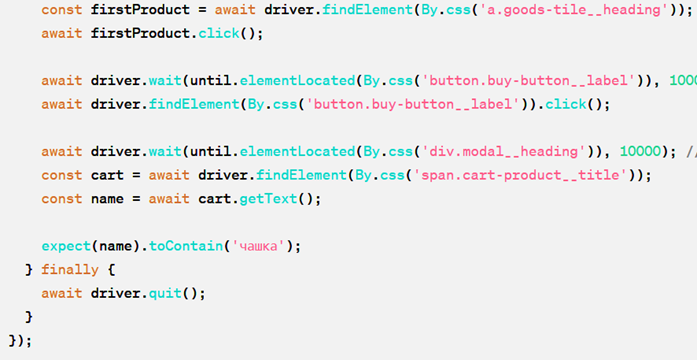 const firstProduct = await driver.findElement(By.css('a.goods-tile__heading'));
await firstProduct.click();
await driver.wait(until.elementLocated(By.css('button.buy-button__label')), 1000
await driver.findElement(By.css('button.buy-button__label')).click();
await driver.wait(until.elementLocated(By.css('div.modal__heading')), 10000); //
const cart = await driver.findElement(By.css('span.cart-product__title'));
const name = await cart.getText();
expect(name).toContain('чашка');
} finally {
await driver.quit();
}
});